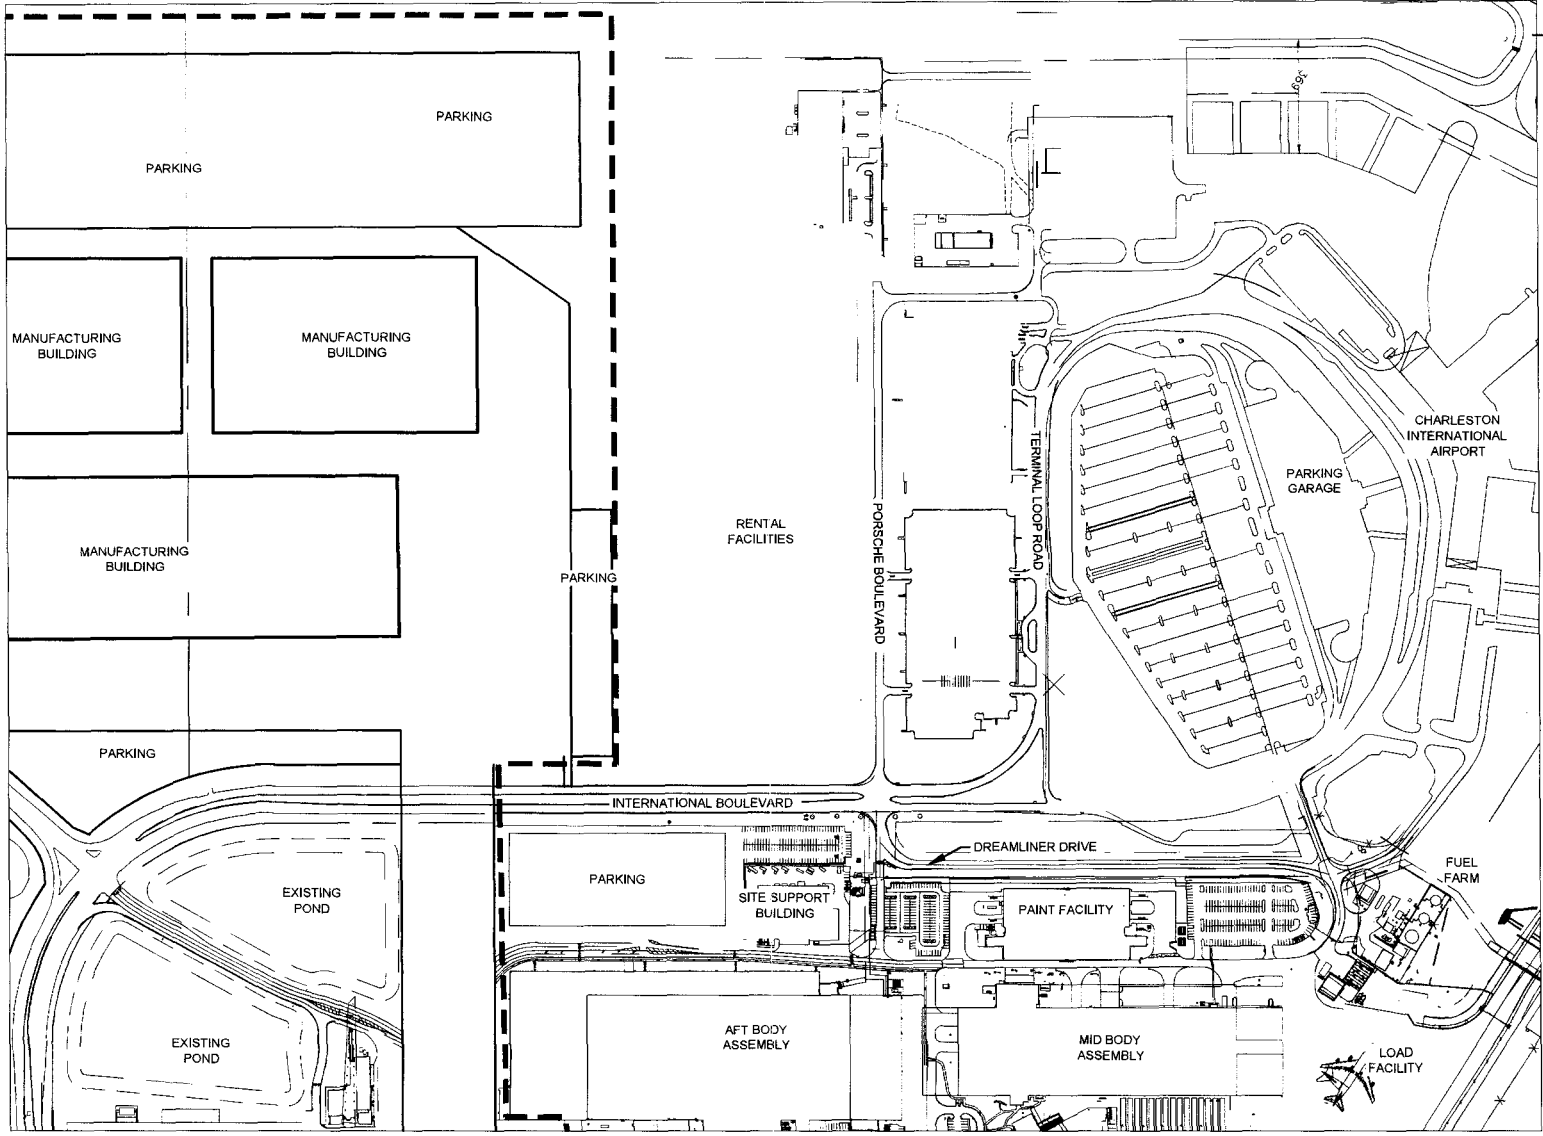 PARKING
PARKING
369
MANUFACTURING
BUILDING
MANUFACTURING
BUILDING
CHARLESTON
INTERNATIONAL
AIRPORT
TERMINAL LOOP ROAD
PARKING
GARAGE
PORSCHE BOULEVARD
RENTAL
FACILITIES
MANUFACTURING
BUILDING
PARKING
PARKING
INTERNATIONAL BOULEVARD
DREAMLINER DRIVE
FUEL
FARM
PARKING
EXISTING
POND
SITE SUPPORT
BUILDING
PAINT FACILITY
EXISTING
POND
AFT BODY
ASSEMBLY
MID BODY
ASSEMBLY
LOAD
FACILITY